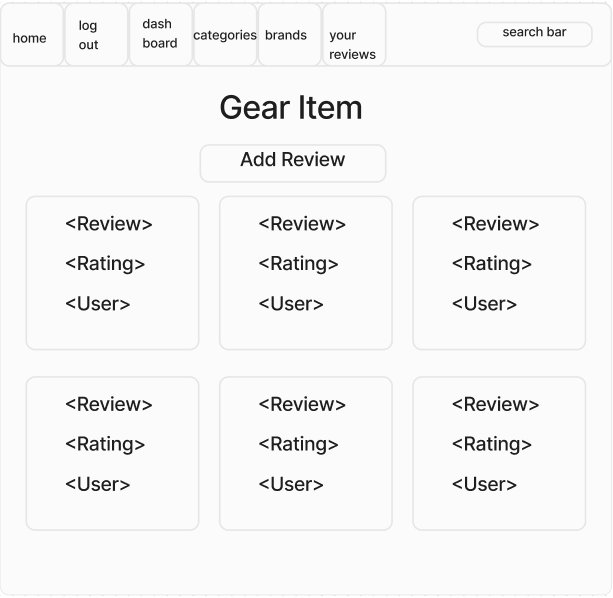 home
log
out
dash
board
categories
brands
your
reviews
search bar
Gear Item
Add Review
<Review>
<Rating>
<User>
<Review>
<Rating>
<User>
<Review>
<Rating>
<User>
<Review>
<Rating>
<User>
<Review>
<Rating>
<User>
<Review>
<Rating>
<User>